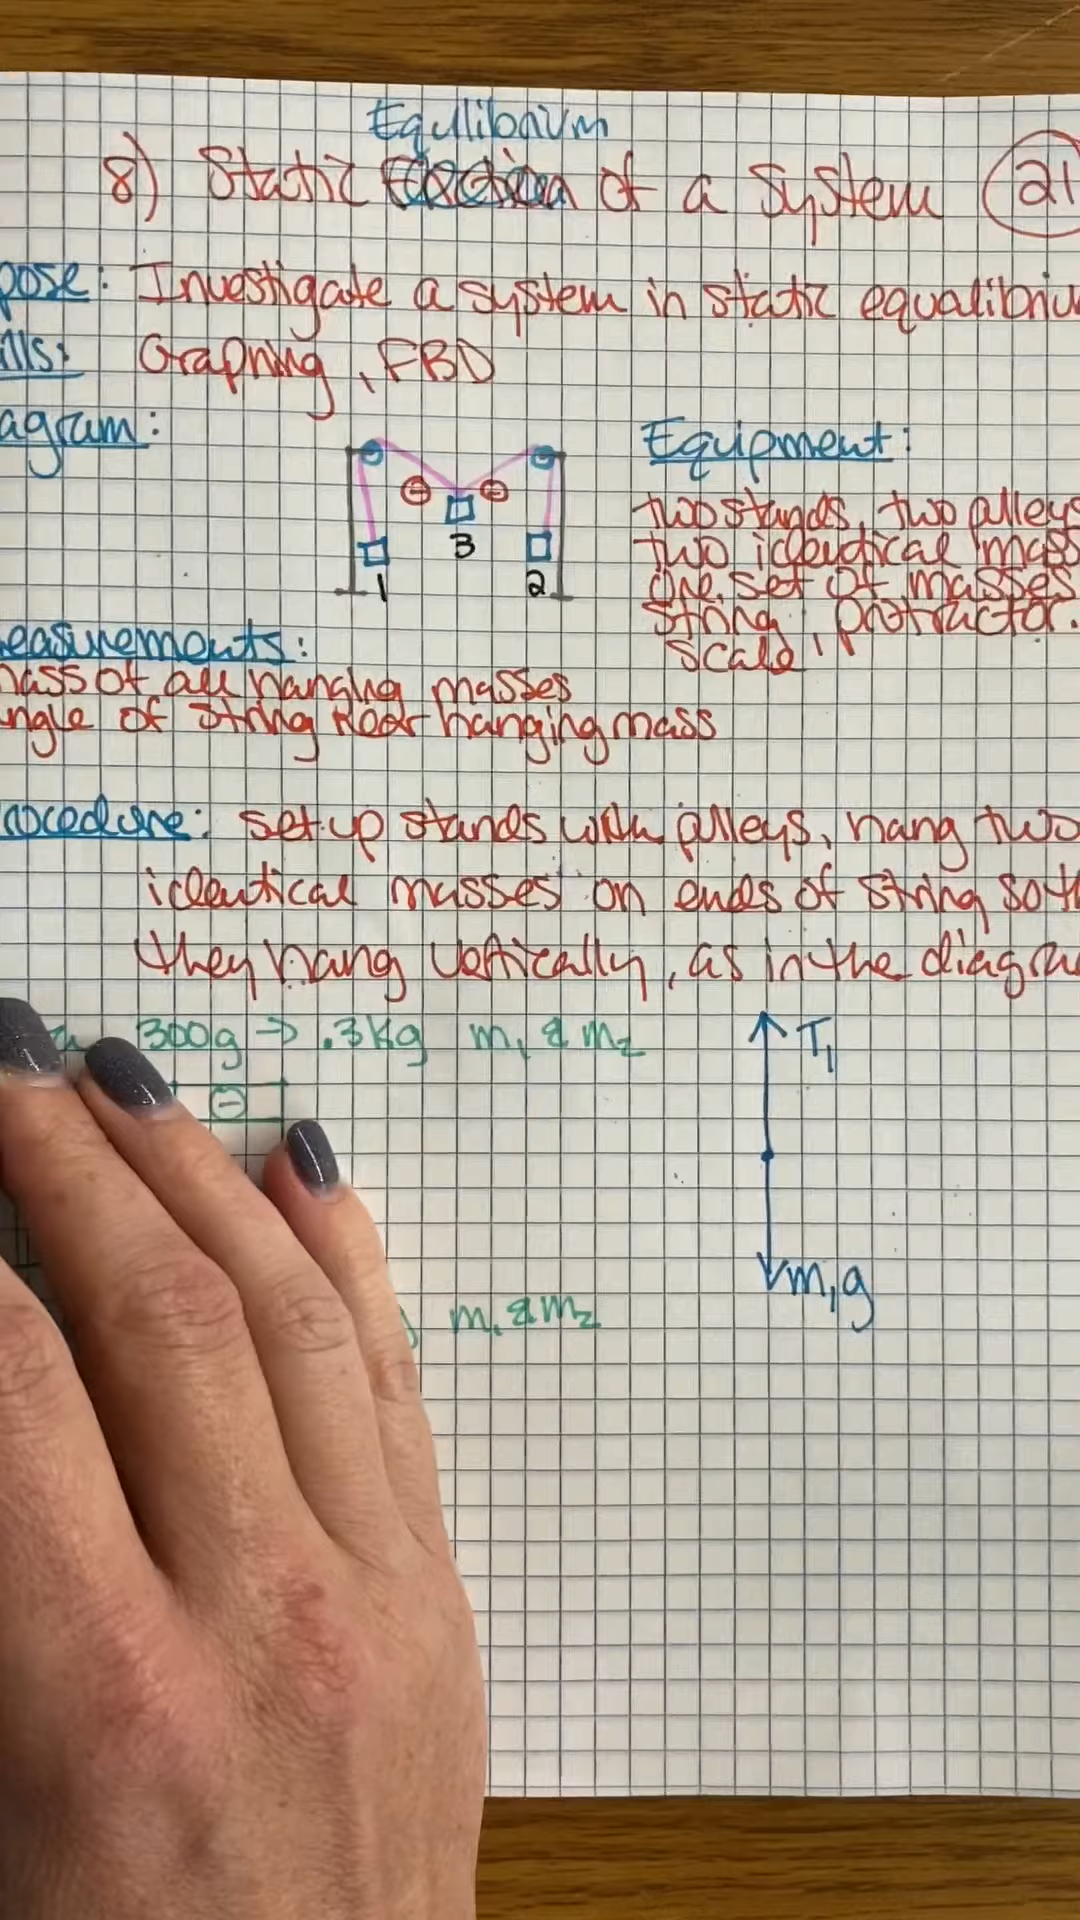 Equilibrium
8) Static of a system 21
pose: Investigate a system in static equalibriu
ills: Graphing, FBD
agram:
Equipment:
two stands, two pulleys
two identical mass
one set of masses
string, protractor.
scale
θ θ
3
1 2
easurements:
mass of all hanging masses
ngle of string near hanging mass
rocedure: set up stands with pulleys, hang two
identical masses on ends of string so th
they hang vertically, as in the diagra
300g → .3kg m₁ & m₂
T₁
θ
m₁g
m₁ & m₂